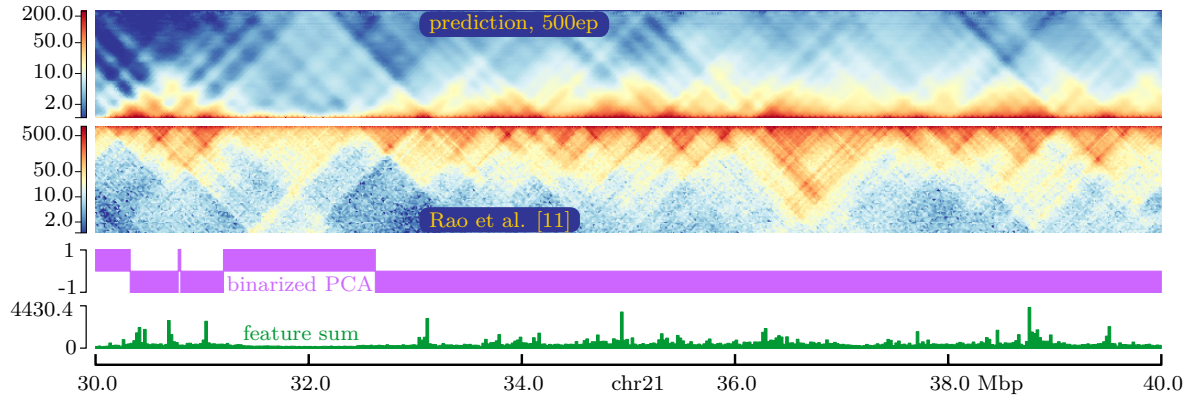 200.0
50.0
10.0
2.0
prediction, 500ep
500.0
50.0
10.0
2.0
Rao et al. [11]
1
-1
binarized PCA
4430.4
0
feature sum
30.0 32.0 34.0 chr21 36.0 38.0 Mbp 40.0